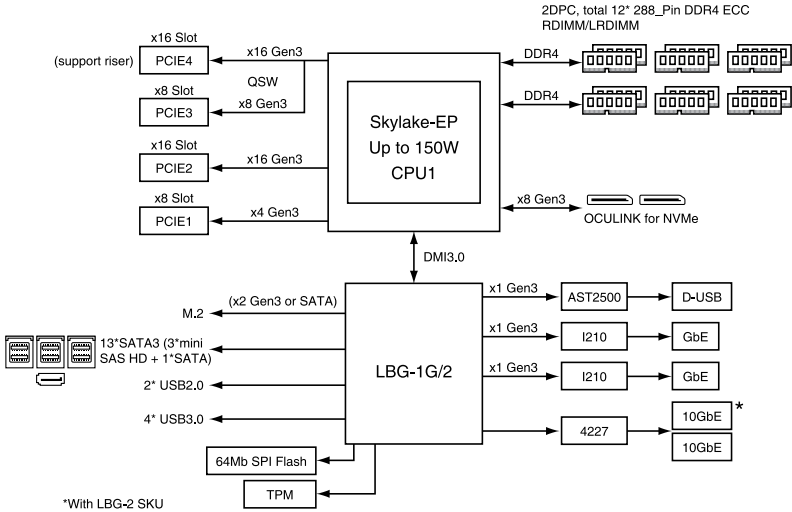 2DPC, total 12* 288_Pin DDR4 ECC
RDIMM/LRDIMM
x16 Slot
(support riser)
PCIE4
x16 Gen3
QSW
x8 Slot
PCIE3
x8 Gen3
x16 Slot
PCIE2
x16 Gen3
x8 Slot
PCIE1
x4 Gen3
Skylake-EP
Up to 150W
CPU1
DDR4
DDR4
x8 Gen3
OCULINK for NVMe
DMI3.0
M.2
(x2 Gen3 or SATA)
13*SATA3 (3*mini
SAS HD + 1*SATA)
2* USB2.0
4* USB3.0
LBG-1G/2
x1 Gen3
AST2500
D-USB
x1 Gen3
I210
GbE
x1 Gen3
I210
GbE
4227
10GbE
*
10GbE
64Mb SPI Flash
TPM
*With LBG-2 SKU